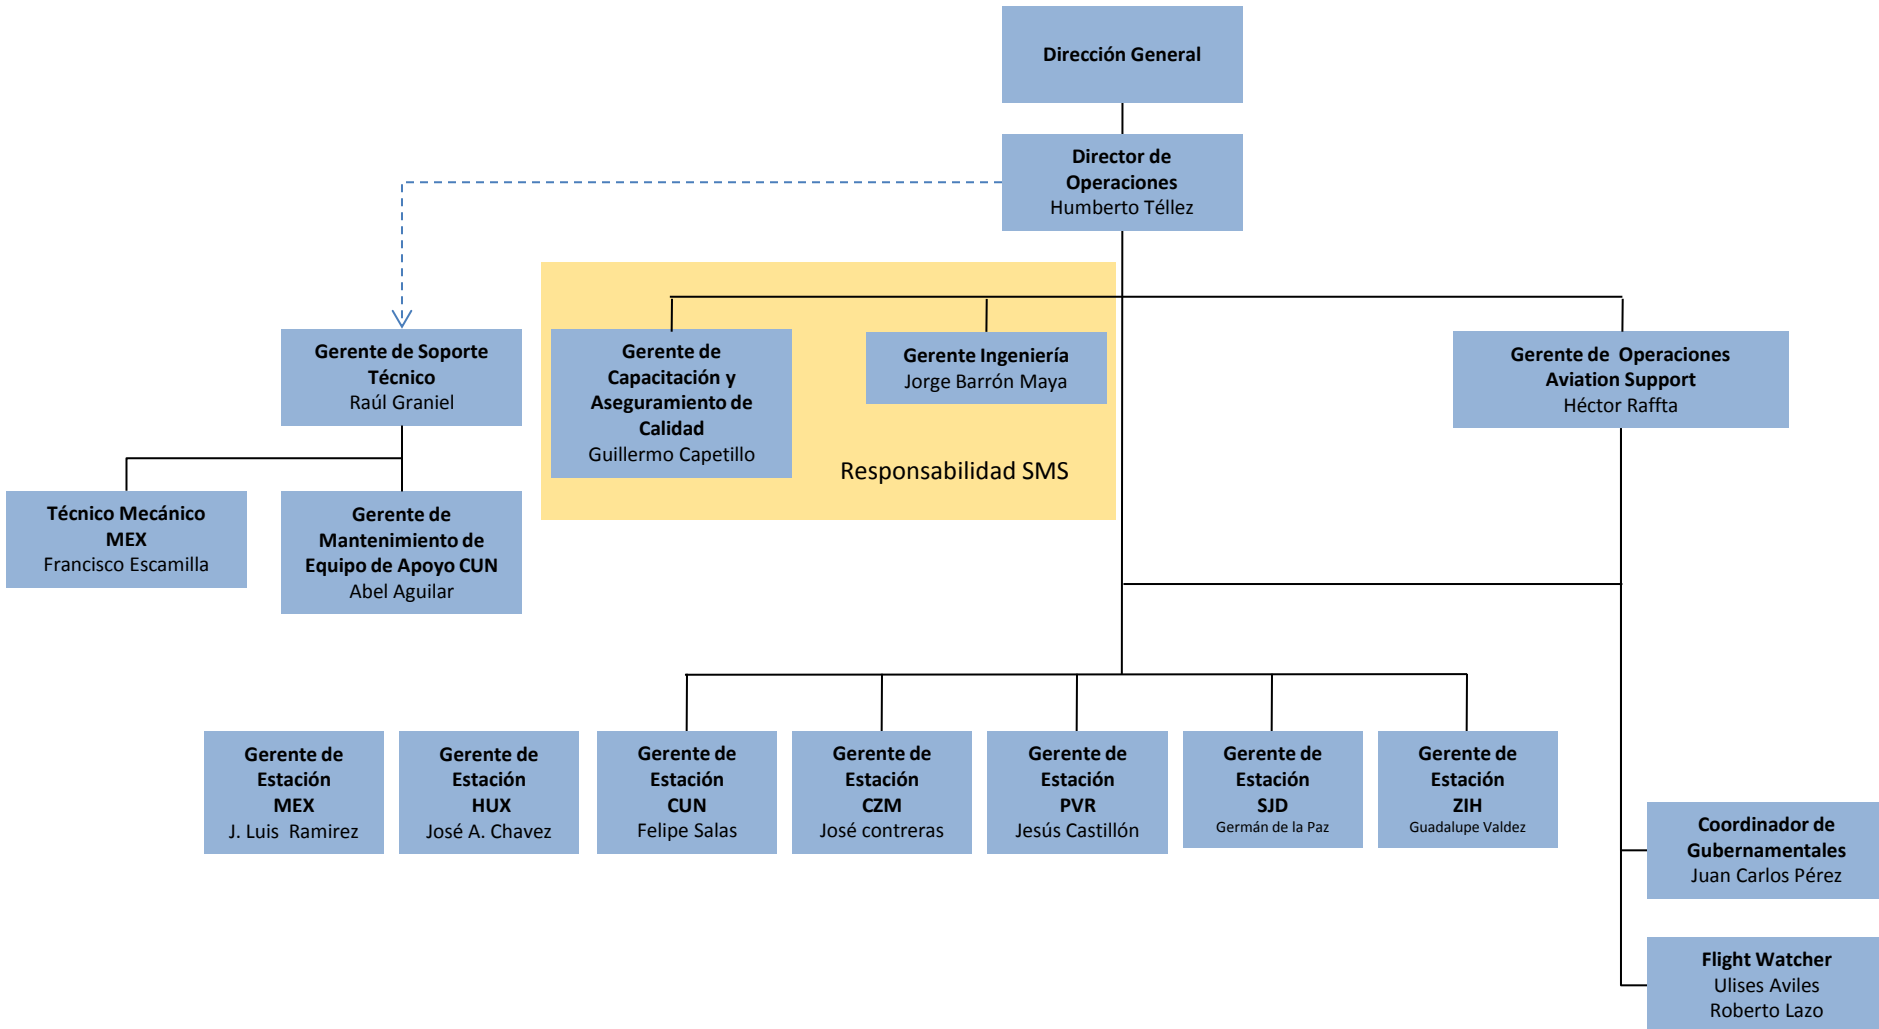 Dirección General
Director de
Operaciones
Humberto Téllez
Gerente de Soporte
Técnico
Raúl Graniel
Gerente de
Capacitación y
Aseguramiento de
Calidad
Guillermo Capetillo
Gerente Ingeniería
Jorge Barrón Maya
Responsabilidad SMS
Gerente de Operaciones
Aviation Support
Héctor Raffta
Técnico Mecánico
MEX
Francisco Escamilla
Gerente de
Mantenimiento de
Equipo de Apoyo CUN
Abel Aguilar
Gerente de
Estación
MEX
J. Luis Ramirez
Gerente de
Estación
HUX
José A. Chavez
Gerente de
Estación
CUN
Felipe Salas
Gerente de
Estación
CZM
José contreras
Gerente de
Estación
PVR
Jesús Castillón
Gerente de
Estación
SJD
Germán de la Paz
Gerente de
Estación
ZIH
Guadalupe Valdez
Coordinador de
Gubernamentales
Juan Carlos Pérez
Flight Watcher
Ulises Aviles
Roberto Lazo